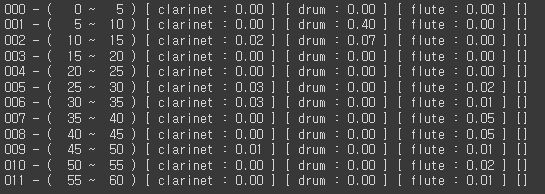 000 - (   0 ~   5 ) [ clarinet : 0.00 ] [ drum : 0.00 ] [ flute : 0.00 ] []
001 - (   5 ~  10 ) [ clarinet : 0.00 ] [ drum : 0.40 ] [ flute : 0.00 ] []
002 - (  10 ~  15 ) [ clarinet : 0.02 ] [ drum : 0.07 ] [ flute : 0.00 ] []
003 - (  15 ~  20 ) [ clarinet : 0.00 ] [ drum : 0.00 ] [ flute : 0.00 ] []
004 - (  20 ~  25 ) [ clarinet : 0.00 ] [ drum : 0.00 ] [ flute : 0.00 ] []
005 - (  25 ~  30 ) [ clarinet : 0.03 ] [ drum : 0.00 ] [ flute : 0.02 ] []
006 - (  30 ~  35 ) [ clarinet : 0.03 ] [ drum : 0.00 ] [ flute : 0.01 ] []
007 - (  35 ~  40 ) [ clarinet : 0.00 ] [ drum : 0.00 ] [ flute : 0.05 ] []
008 - (  40 ~  45 ) [ clarinet : 0.00 ] [ drum : 0.00 ] [ flute : 0.05 ] []
009 - (  45 ~  50 ) [ clarinet : 0.01 ] [ drum : 0.00 ] [ flute : 0.01 ] []
010 - (  50 ~  55 ) [ clarinet : 0.00 ] [ drum : 0.00 ] [ flute : 0.02 ] []
011 - (  55 ~  60 ) [ clarinet : 0.00 ] [ drum : 0.00 ] [ flute : 0.01 ] []